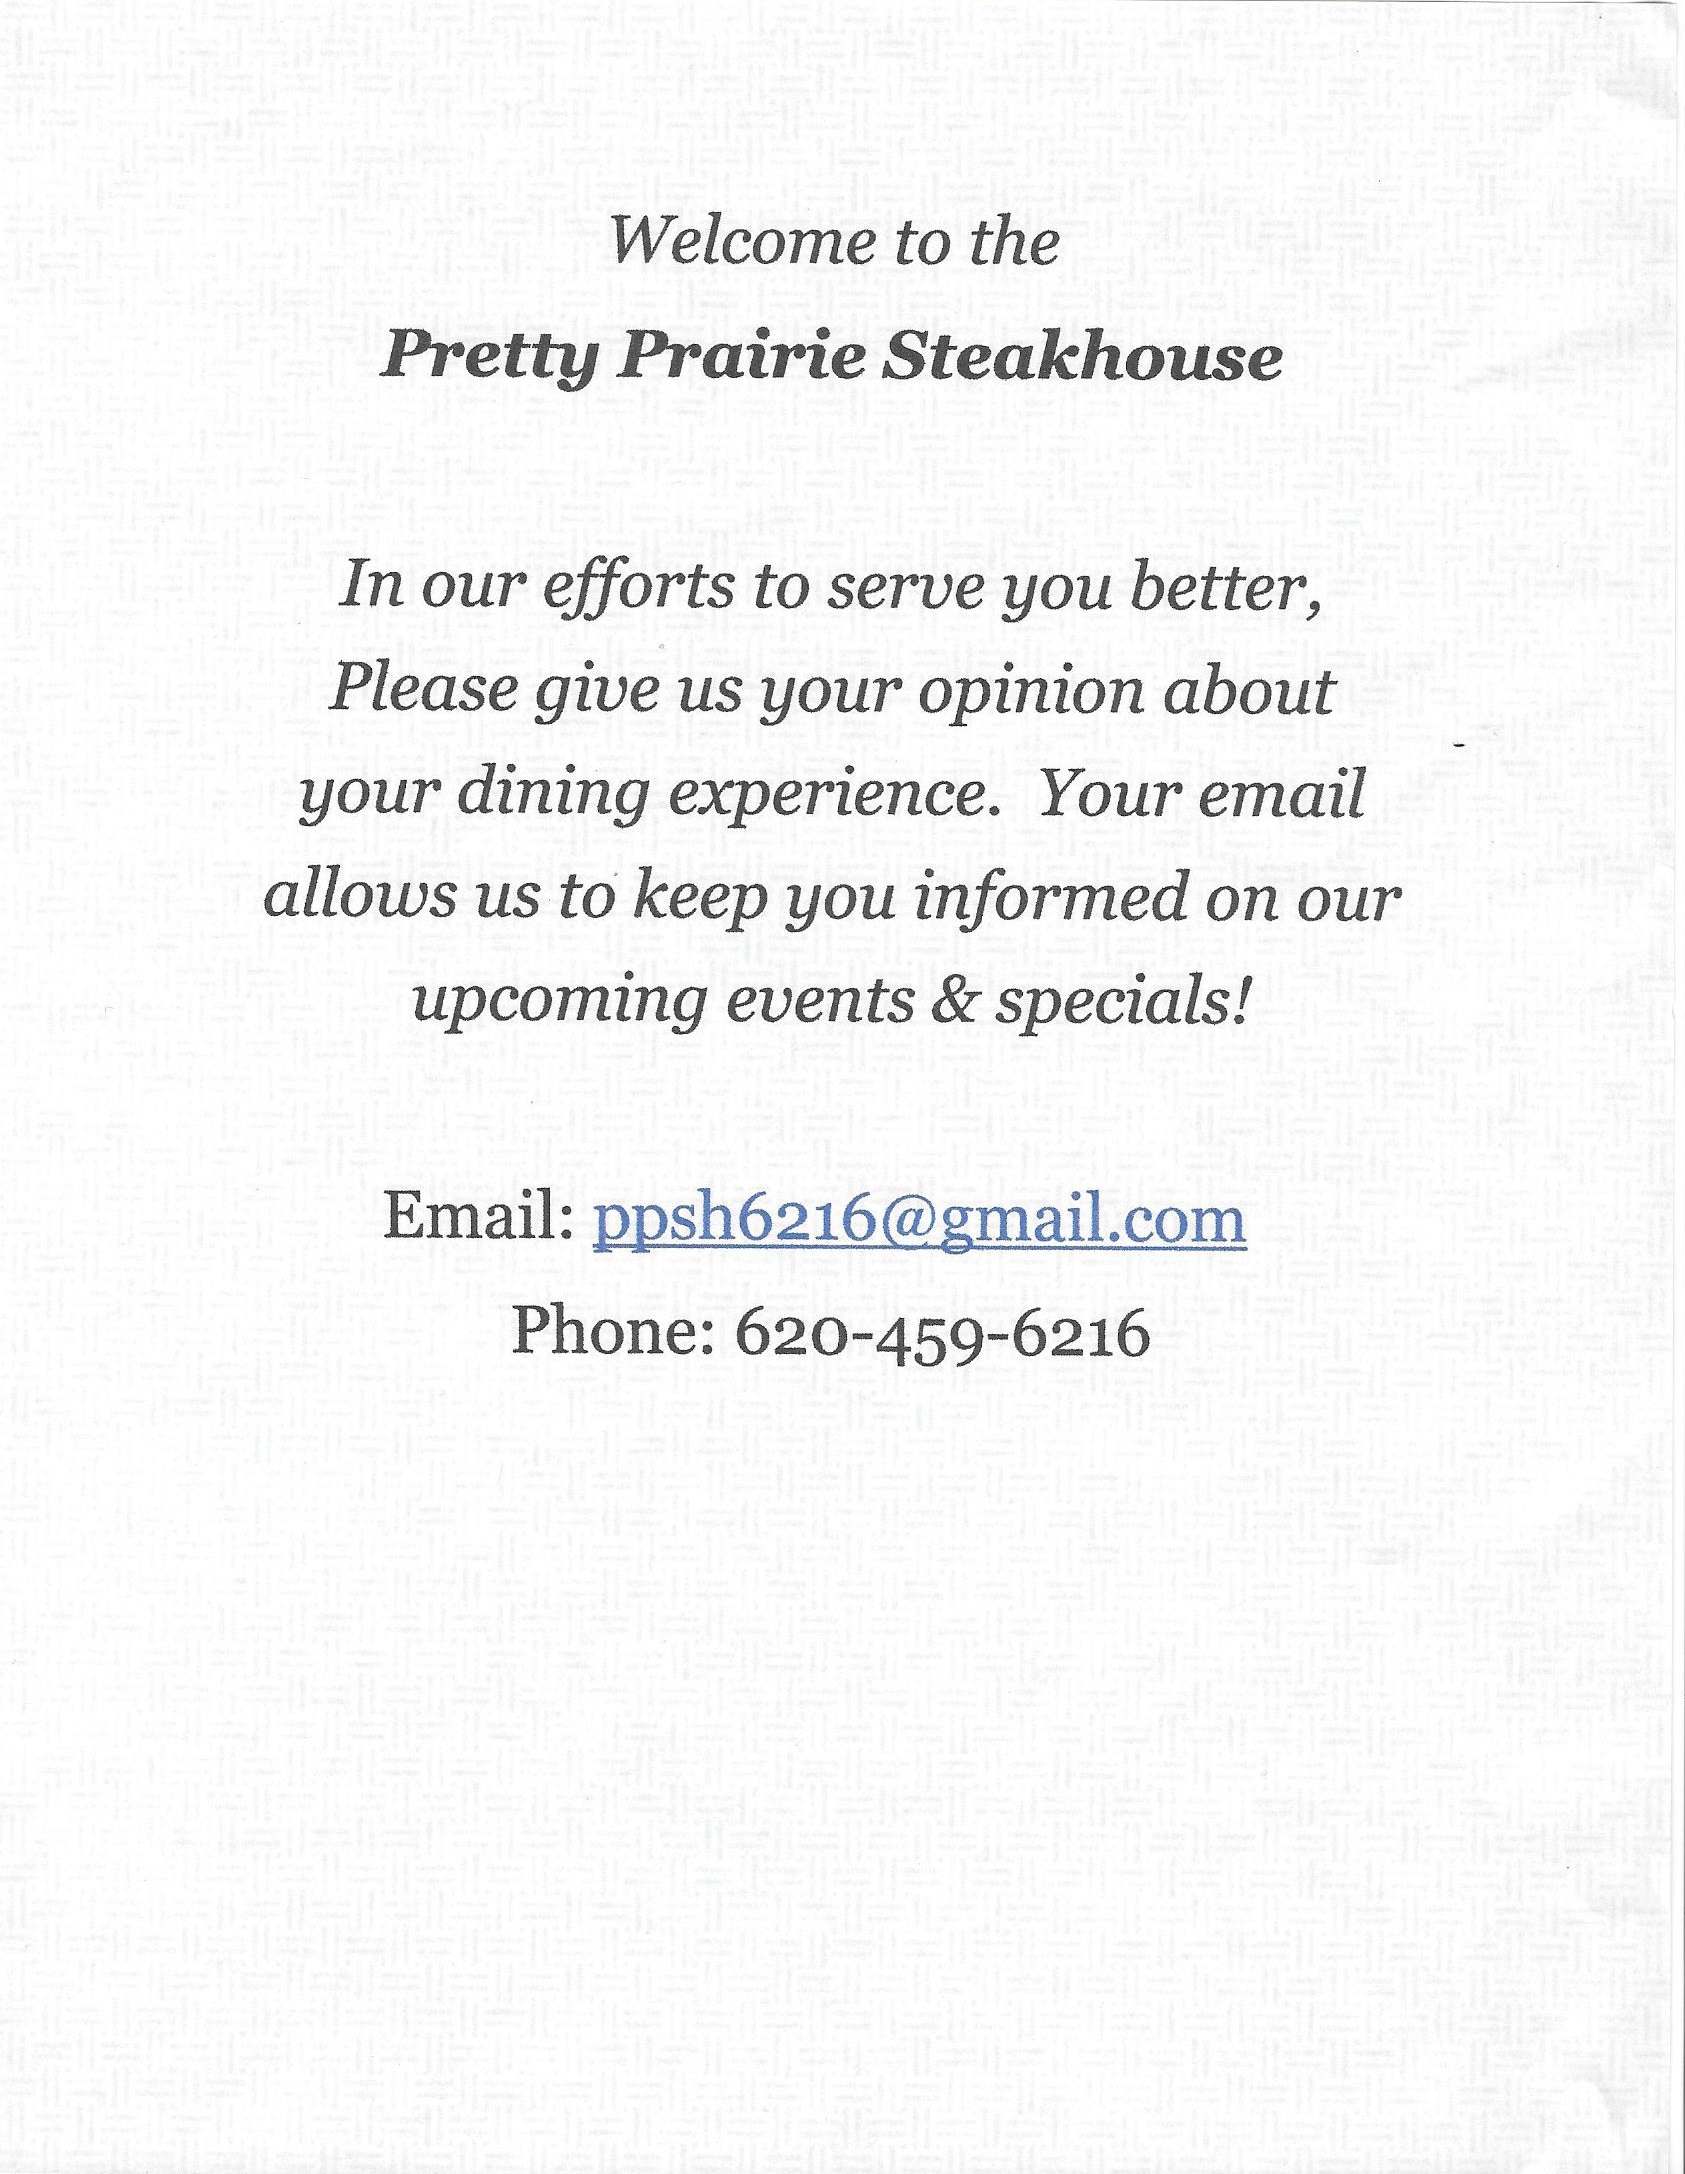 Welcome to the
Pretty Prairie Steakhouse
In our efforts to serve you better,
Please give us your opinion about
your dining experience.  Your email
allows us to keep you informed on our
upcoming events & specials!
Email: ppsh6216@gmail.com
Phone: 620-459-6216